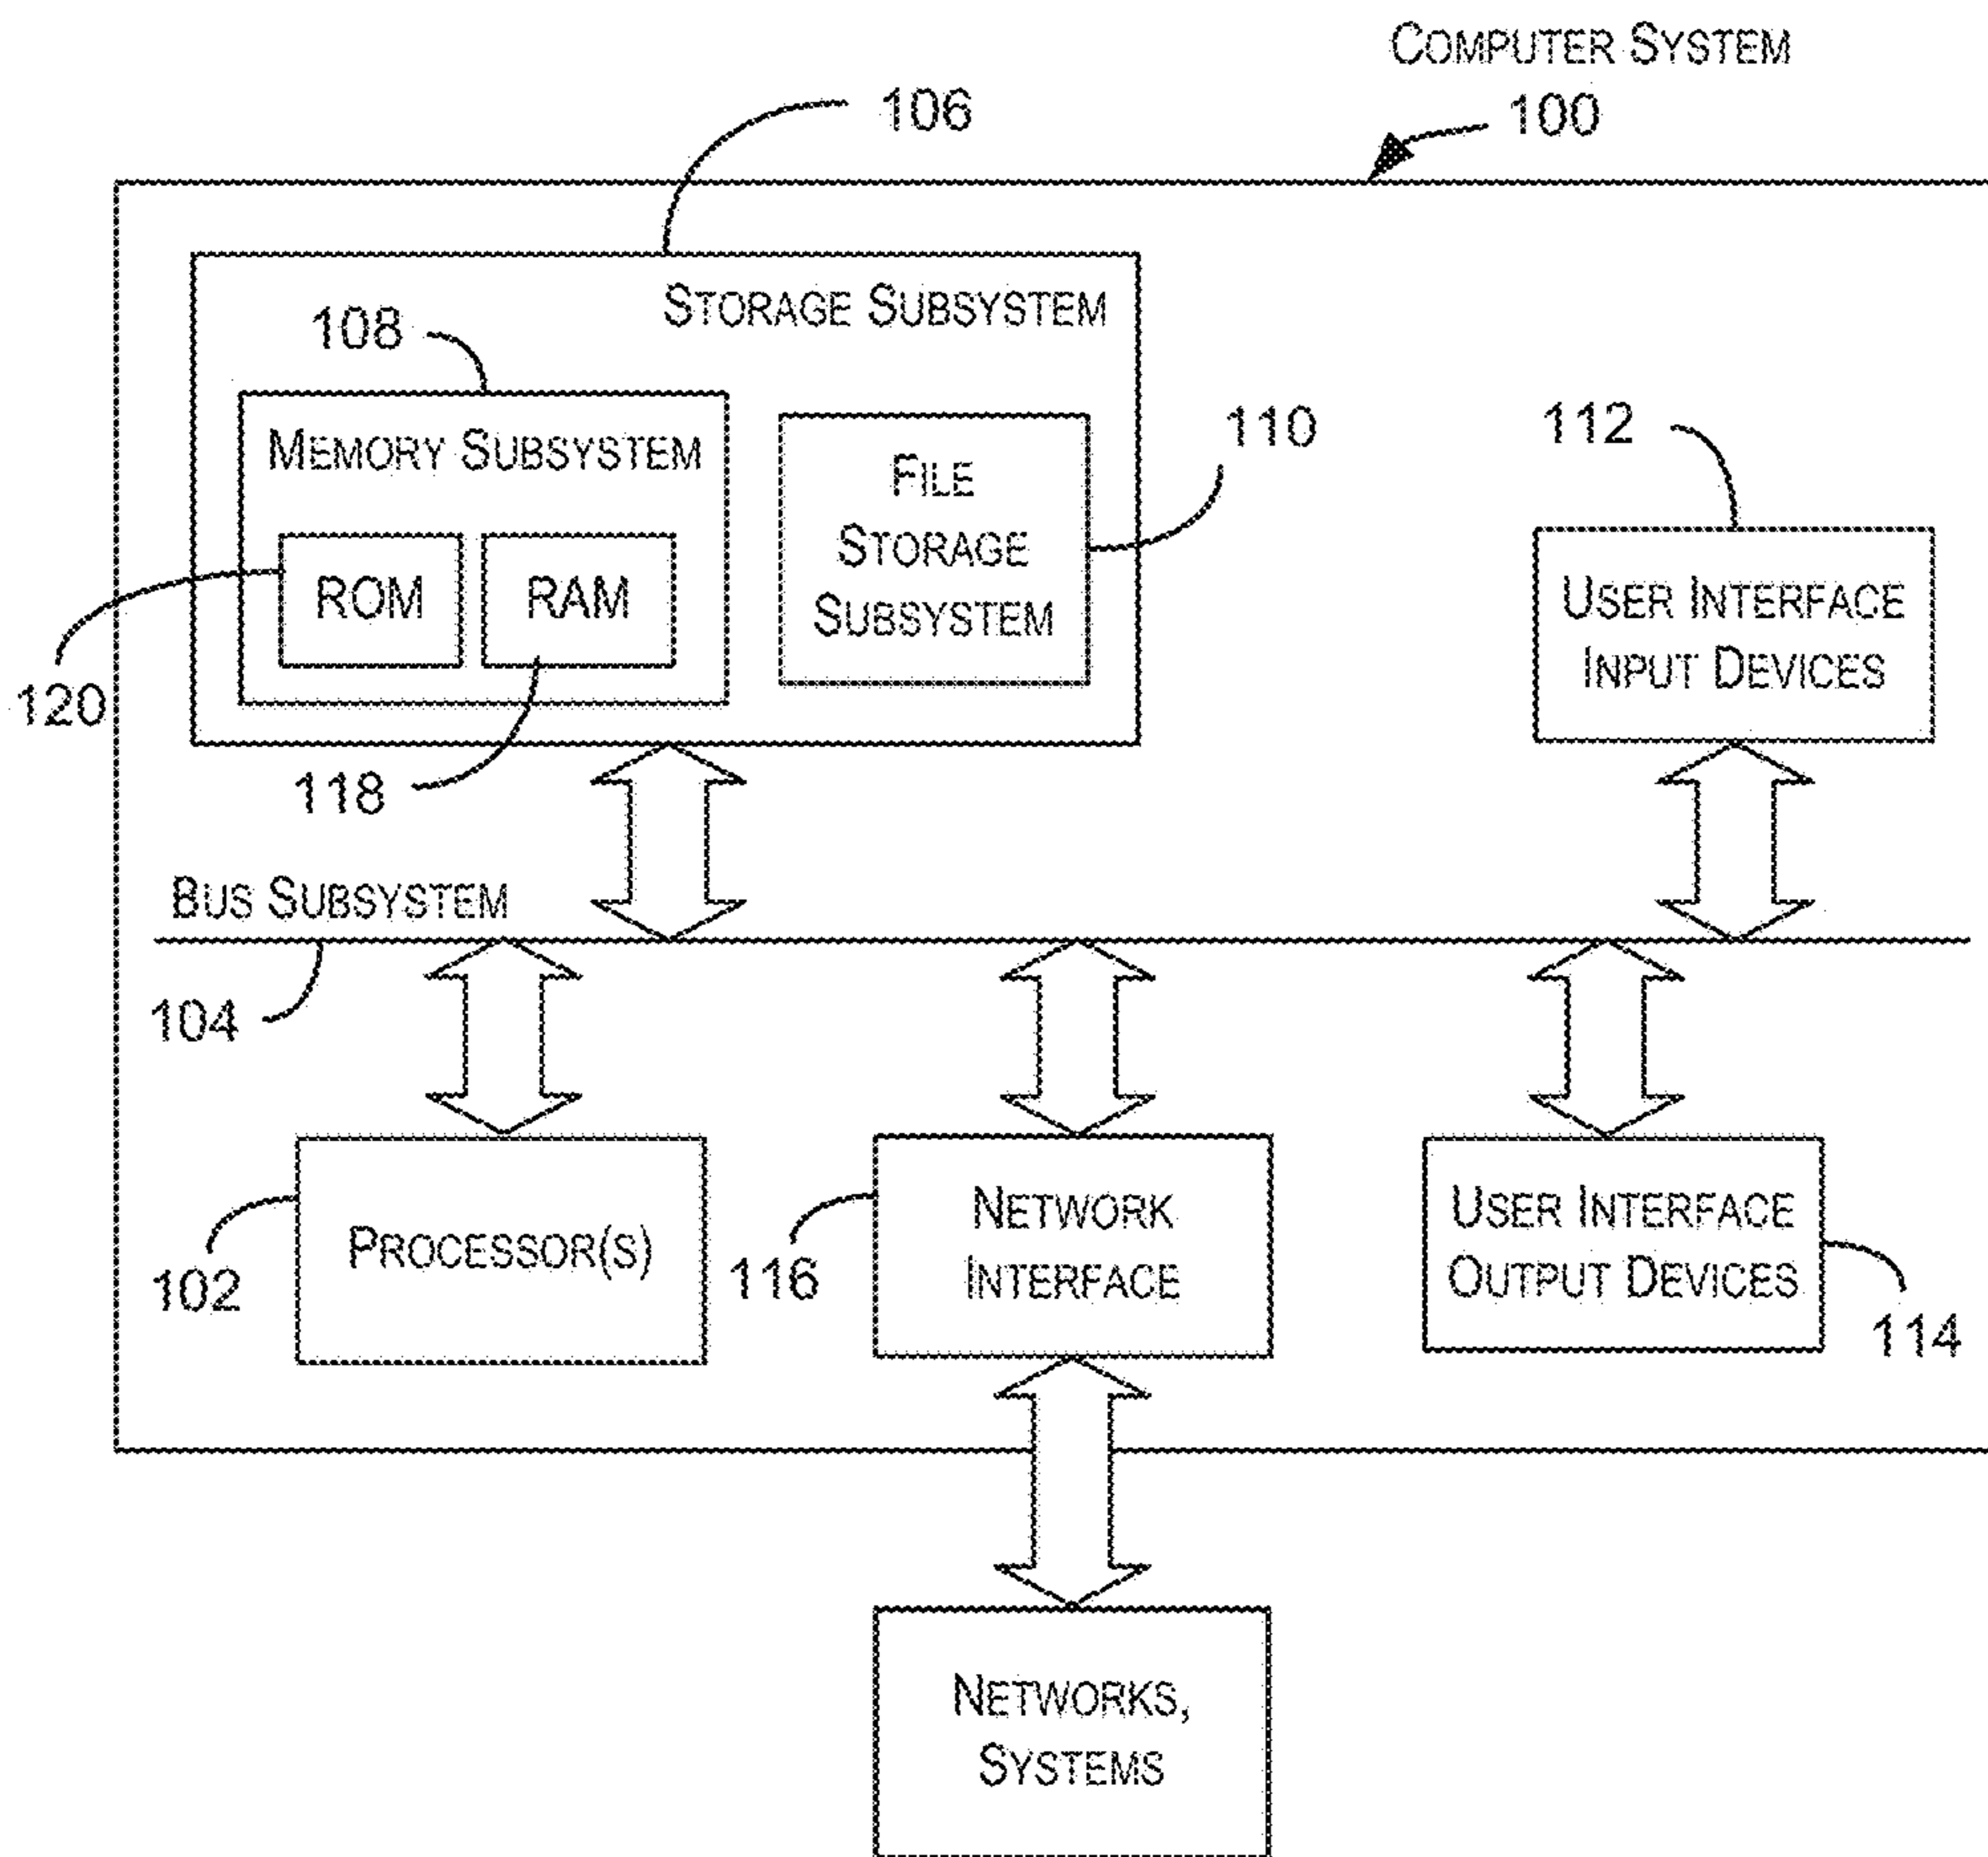 COMPUTER SYSTEM
100
106
STORAGE SUBSYSTEM
108
MEMORY SUBSYSTEM
110
112
FILE
STORAGE
SUBSYSTEM
ROM
RAM
USER INTERFACE
INPUT DEVICES
120
118
BUS SUBSYSTEM
104
PROCESSOR(S)
102
NETWORK
INTERFACE
116
USER INTERFACE
OUTPUT DEVICES
114
NETWORKS,
SYSTEMS